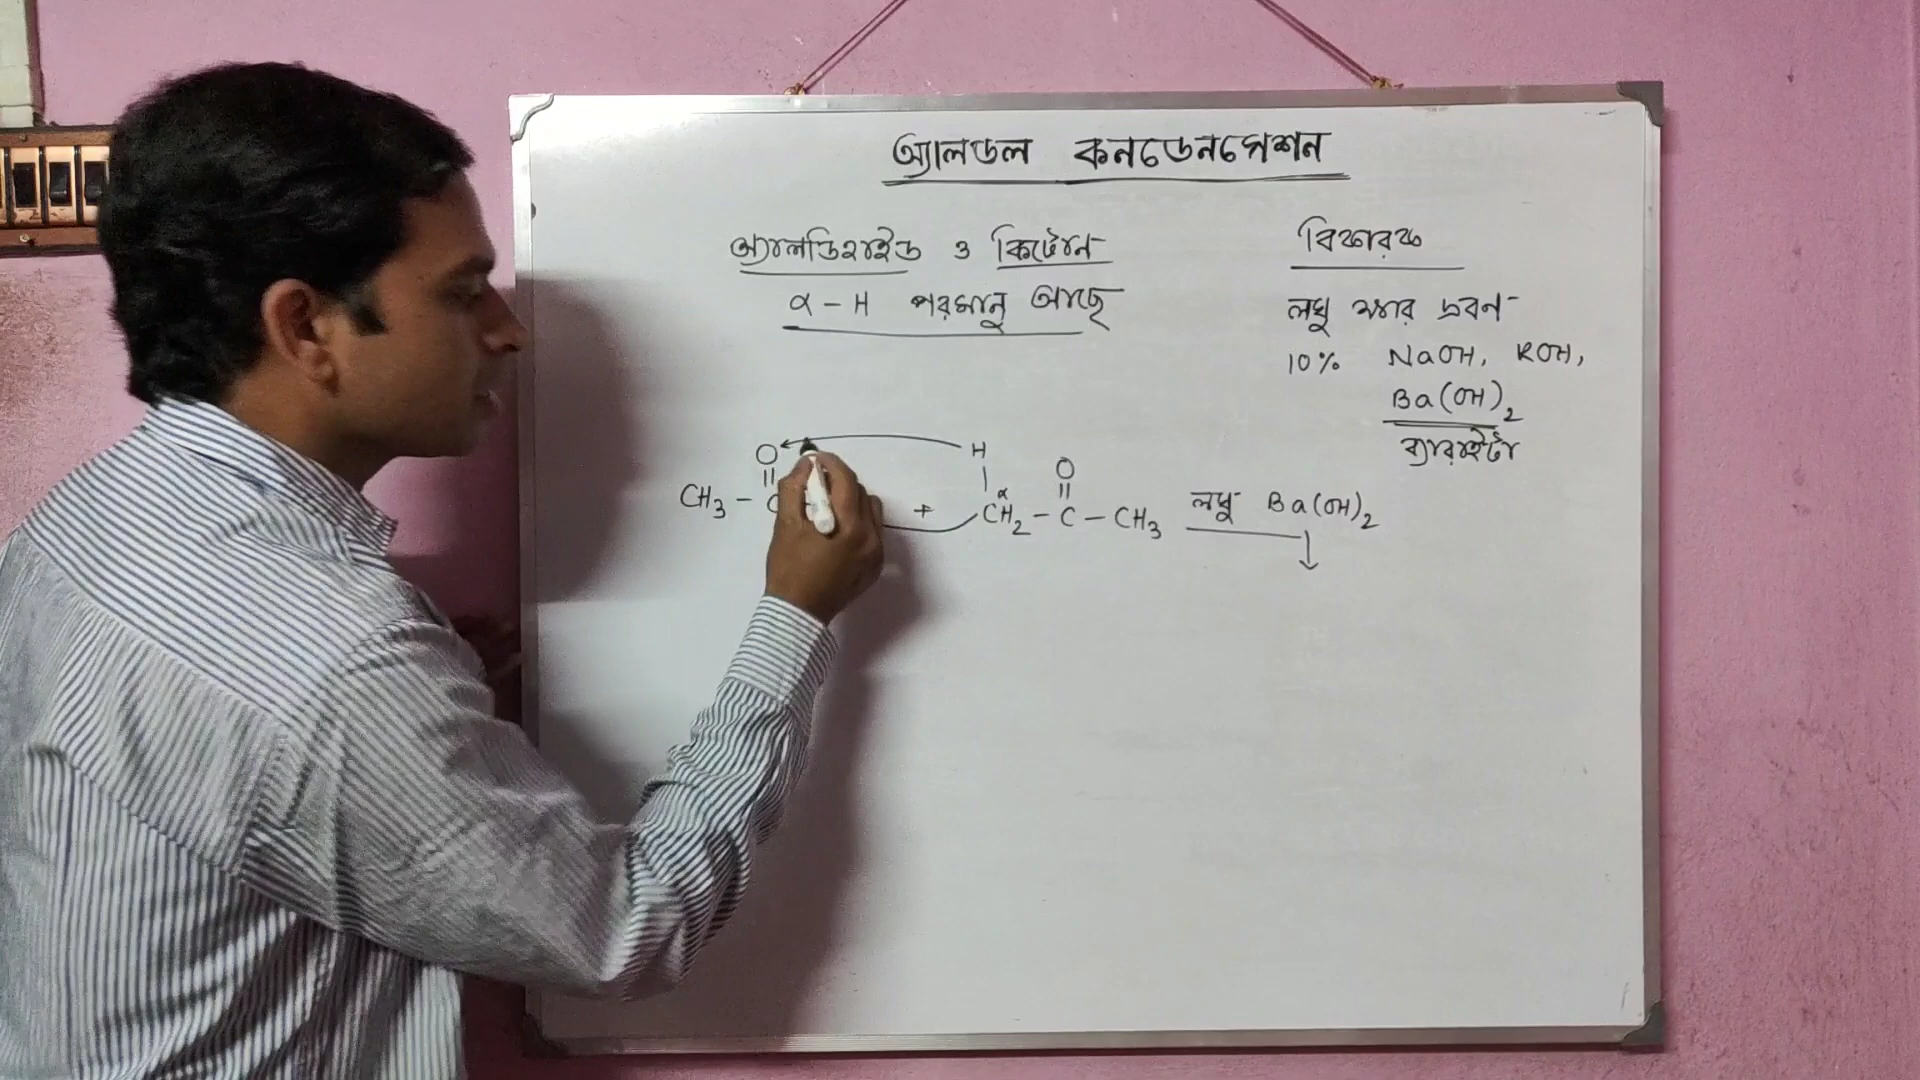 অ্যালডল কনডেনসেশন
অ্যালডিহাইড ও কিটোন
α - H পরমানু আছে
বিকারক
লঘু ক্ষার দ্রবন
10% NaOH, KOH,
Ba(OH)2
ব্যারাইটা
O H O
|| | α ||
CH3 - C + CH2 - C - CH3 লঘু Ba(OH)2